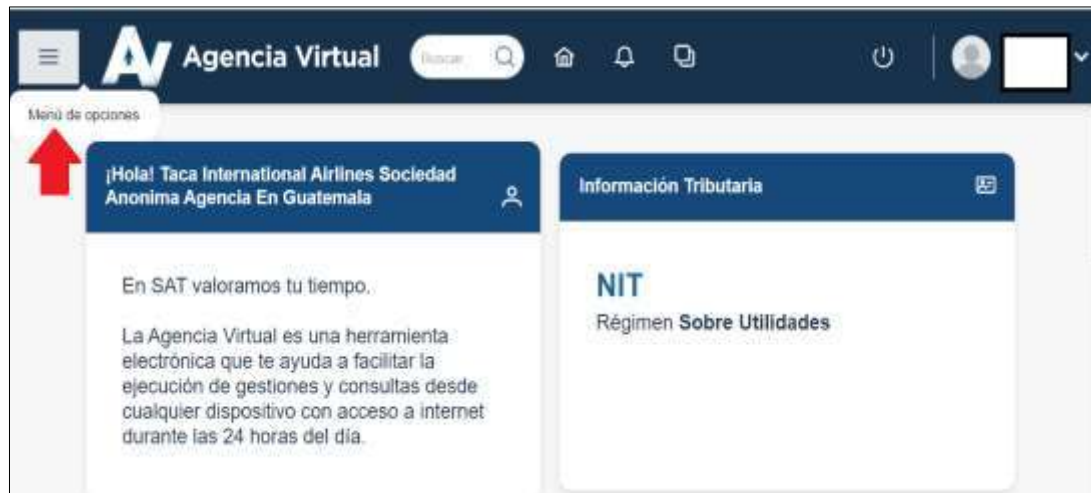 AV Agencia Virtual
Buscar
Menú de opciones
¡Hola! Taca International Airlines Sociedad
Anonima Agencia En Guatemala
En SAT valoramos tu tiempo.
La Agencia Virtual es una herramienta
electrónica que te ayuda a facilitar la
ejecución de gestiones y consultas desde
cualquier dispositivo con acceso a internet
durante las 24 horas del día.
Información Tributaria
NIT
Régimen Sobre Utilidades